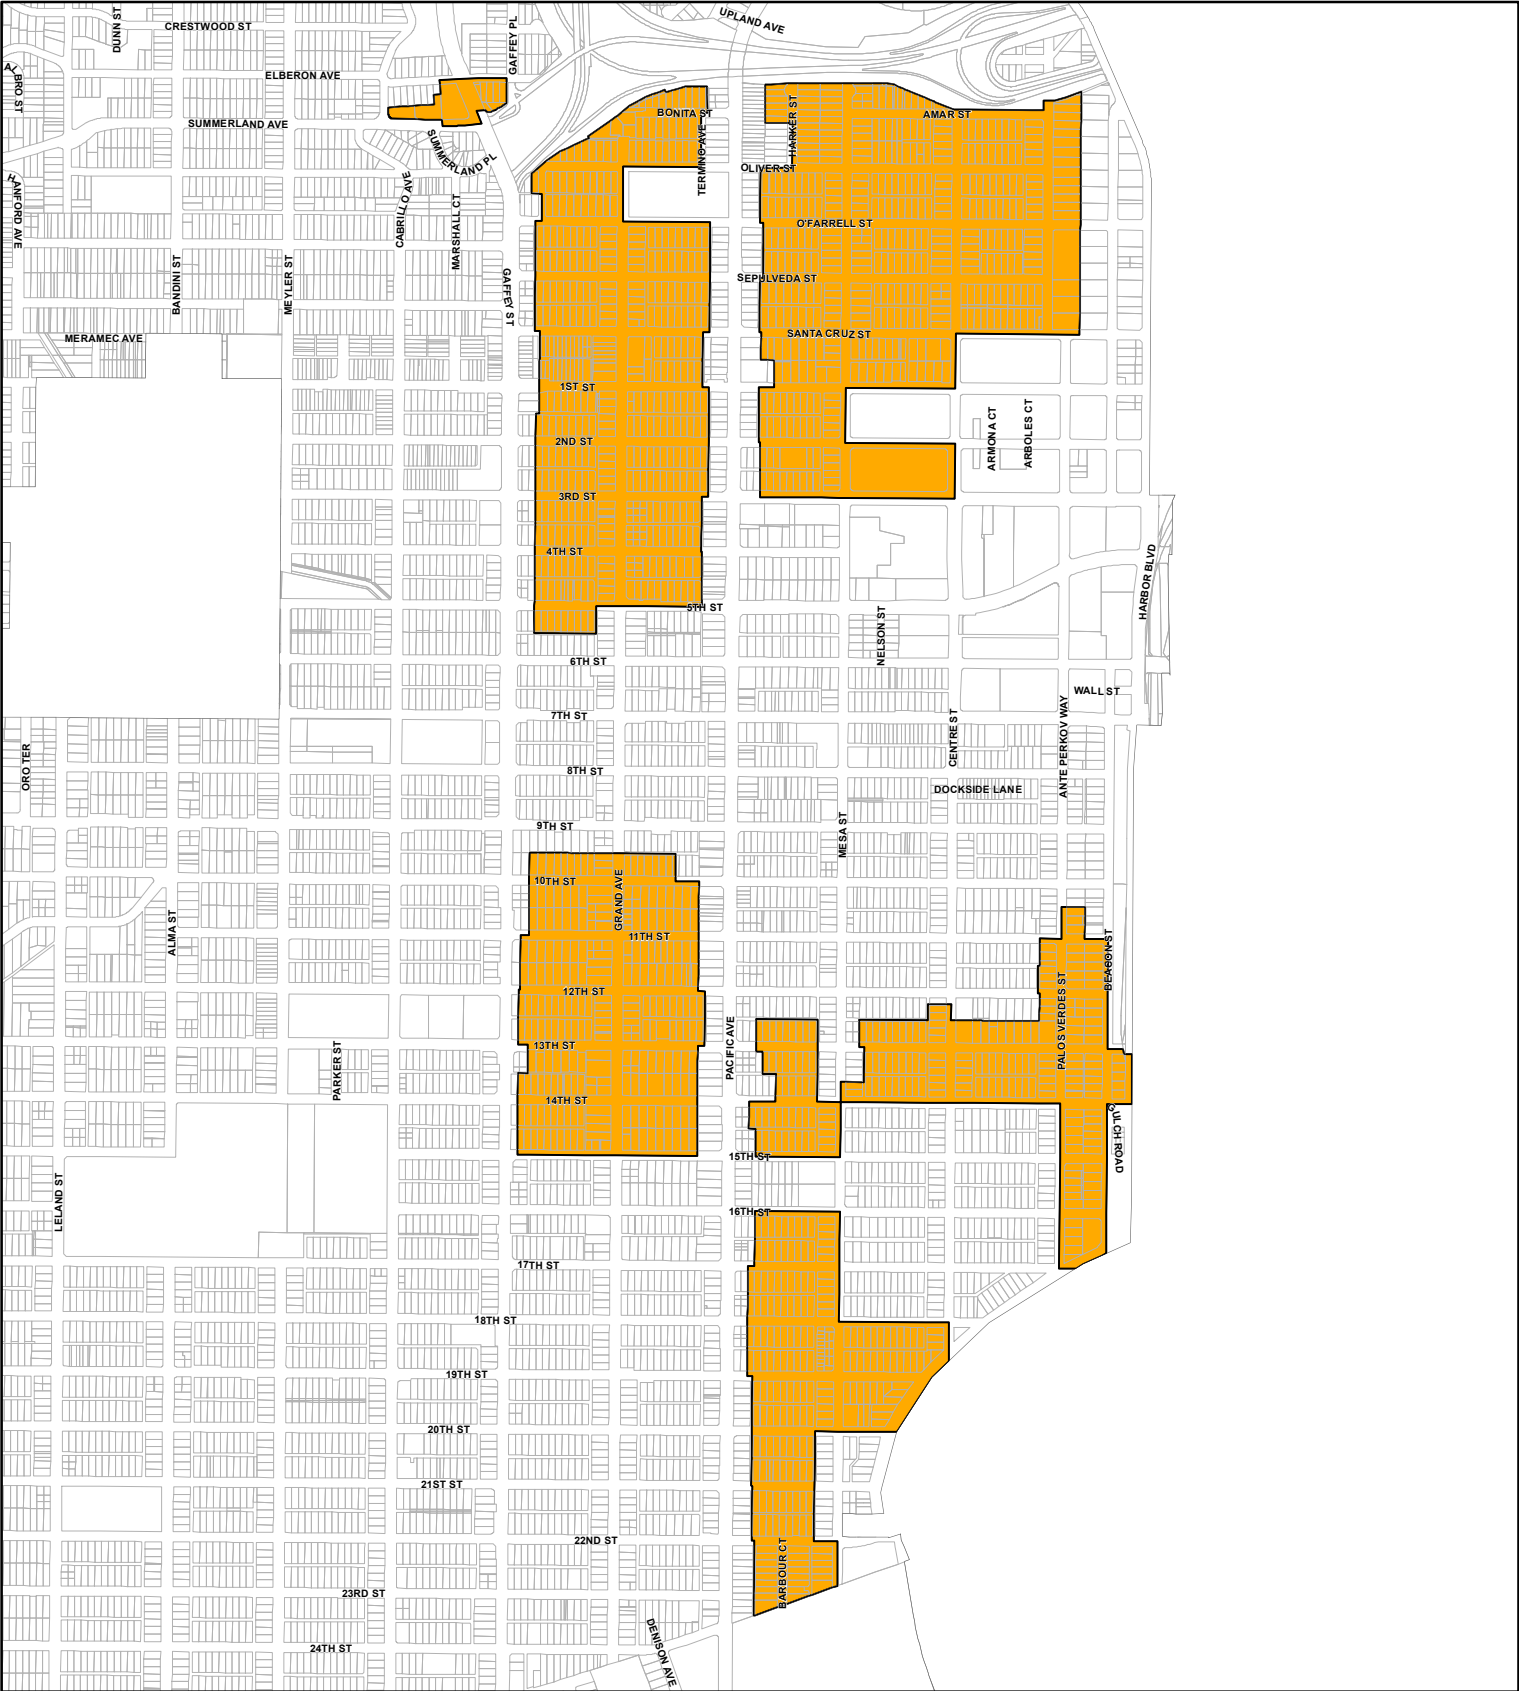 UPLAND AVE
DUNN ST
CRESTWOOD ST
GAFFEY PL
ELBERON AVE
ALBRO ST
SUMMERLAND AVE
BONITA ST
HARKER ST
AMAR ST
SUMMERLAND PL
TERMINO AVE
OLIVER ST
HANFORD AVE
CABRILLO AVE
MARSHALL CT
O'FARRELL ST
BANDINI ST
MEYLER ST
GAFFEY ST
SEPULVEDA ST
MERAMEC AVE
SANTA CRUZ ST
1ST ST
2ND ST
ARMONA CT
ARBOLES CT
3RD ST
4TH ST
HARBOR BLVD
5TH ST
NELSON ST
6TH ST
WALL ST
7TH ST
CENTRE ST
ANTE PERKOV WAY
ORO TER
8TH ST
DOCKSIDE LANE
9TH ST
MESA ST
10TH ST
GRAND AVE
ALMA ST
11TH ST
BEACON ST
12TH ST
PALOS VERDES ST
13TH ST
PACIFIC AVE
PARKER ST
14TH ST
GULCH ROAD
15TH ST
LELAND ST
16TH ST
17TH ST
18TH ST
19TH ST
20TH ST
21ST ST
22ND ST
BARBOUR CT
23RD ST
24TH ST
DENISON AVE